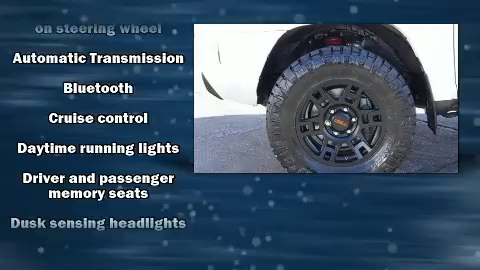 on steering wheel
Automatic Transmission
Bluetooth
Cruise control
Daytime running lights
Driver and passenger
memory seats
Dusk sensing headlights